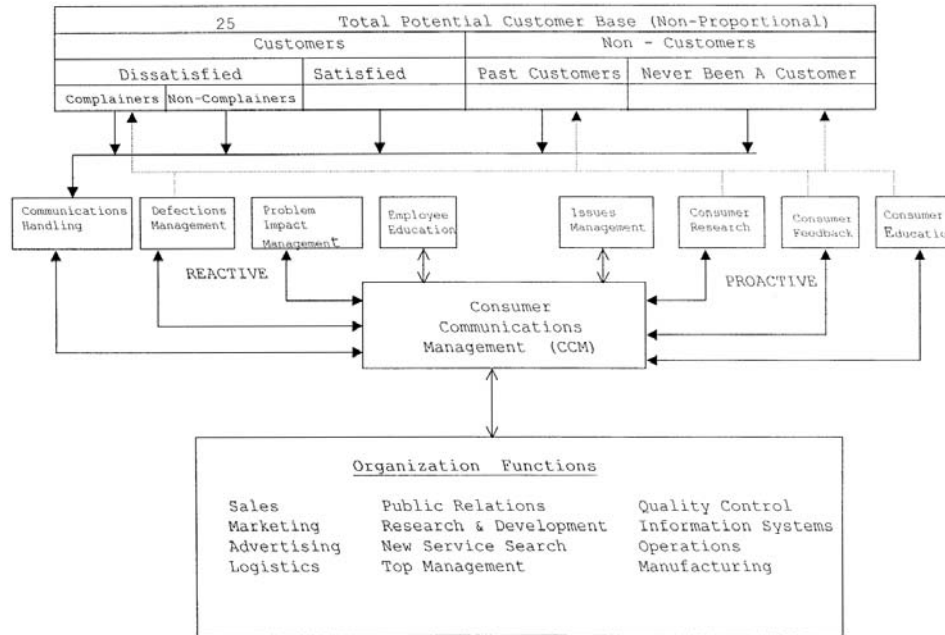 25 Total Potential Customer Base (Non-Proportional)
Customers Non - Customers
Dissatisfied Satisfied Past Customers Never Been A Customer
Complainers Non-Complainers
Communications Handling
Defections Management
Problem Impact Management
Employee Education
Issues Management
Consumer Research
Consumer Feedback
Consume Educatio
REACTIVE
PROACTIVE
Consumer
Communications
Management (CCM)
Organization Functions
Sales Public Relations Quality Control
Marketing Research & Development Information Systems
Advertising New Service Search Operations
Logistics Top Management Manufacturing